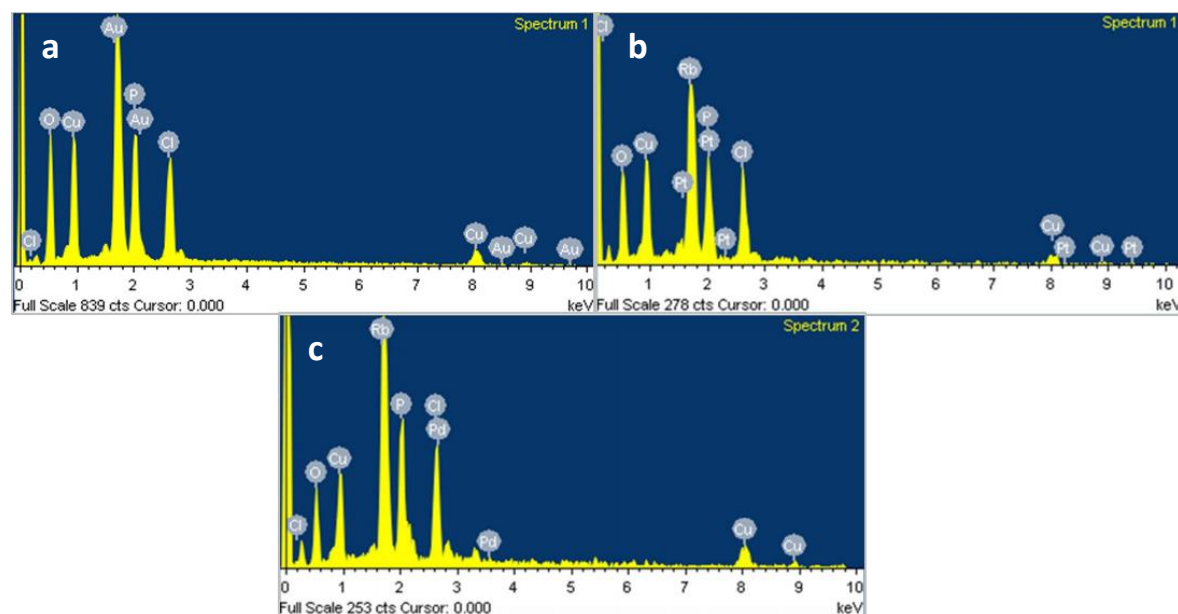 a
Spectrum 1
Au
P
O
Cu
Au
Cl
Cl
Cu
Au
Cu
Au
0 1 2 3 4 5 6 7 8 9 10
Full Scale 839 cts Cursor: 0.000 keV
b
Spectrum 1
Cl
Rb
P
Cu
Pt
O
Cl
Pt
Pt
Cu
Pt
Cu
Pt
1 2 3 4 5 6 7 8 9 10
Full Scale 278 cts Cursor: 0.000 keV
c
Spectrum 2
Rb
P
Cl
Pd
O
Cu
Cl
Pd
Cu
Cu
0 1 2 3 4 5 6 7 8 9 10
Full Scale 253 cts Cursor: 0.000 keV